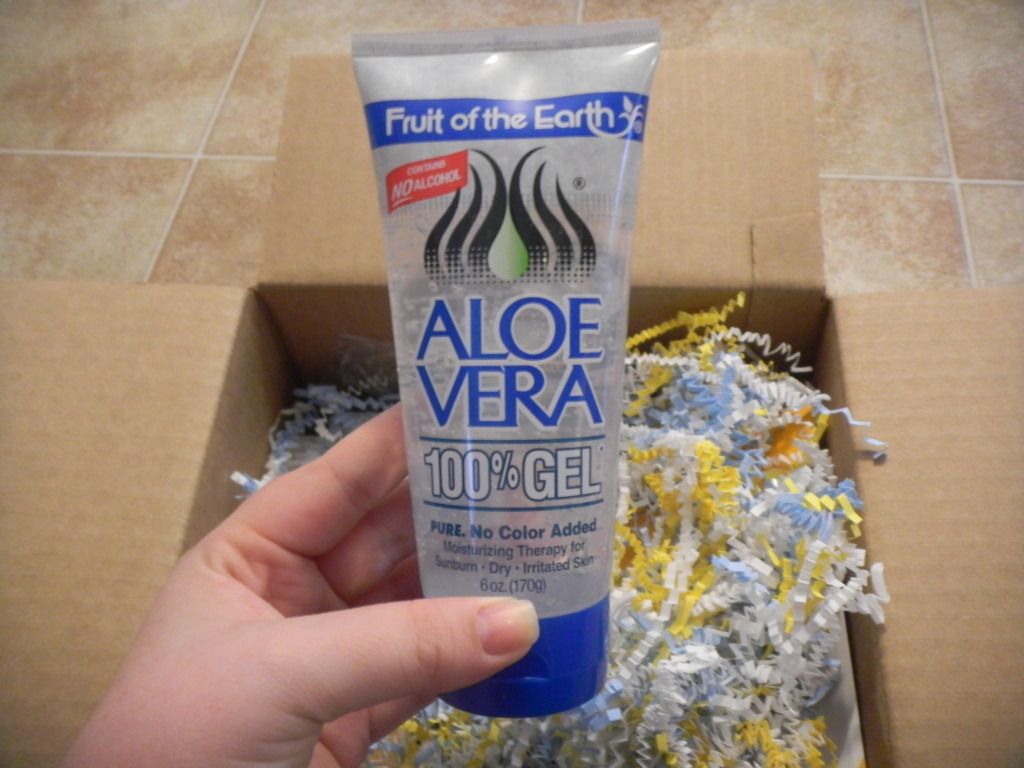 Fruit of the Earth®
CONTAINS
NO ALCOHOL
®
ALOE
VERA
100% GEL*
PURE. No Color Added
Moisturizing Therapy for
Sunburn • Dry • Irritated Skin
6 oz. (170g)